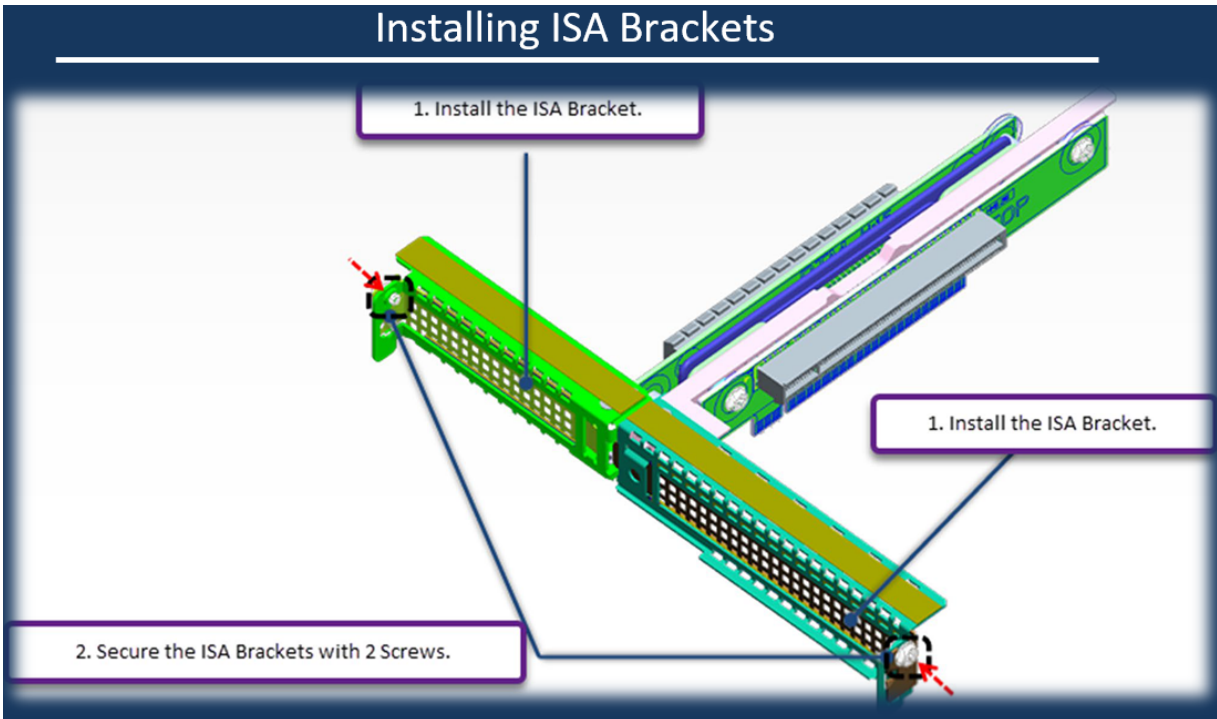 Installing ISA Brackets
1. Install the ISA Bracket.
1. Install the ISA Bracket.
2. Secure the ISA Brackets with 2 Screws.